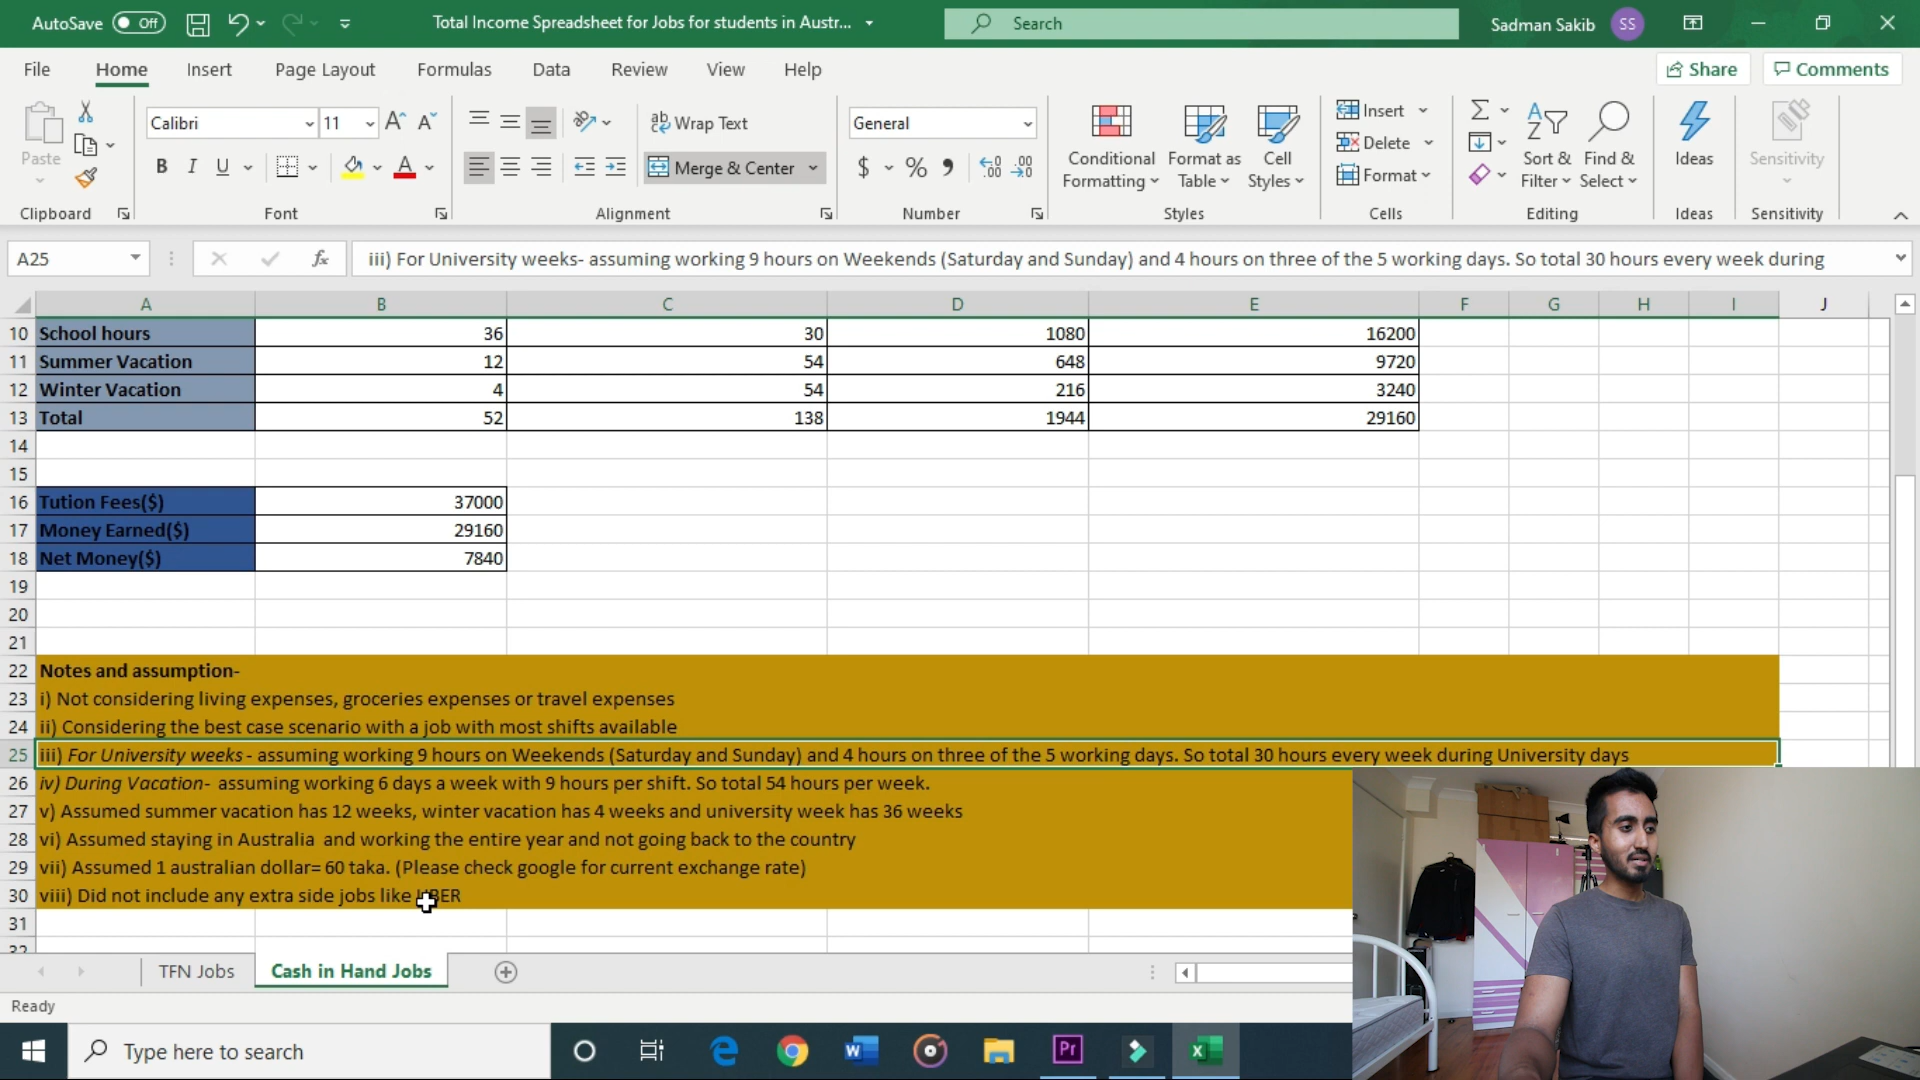 AutoSave Off Total Income Spreadsheet for Jobs for students in Austr... Search Sadman Sakib SS
File Home Insert Page Layout Formulas Data Review View Help Share Comments
Calibri 11 Wrap Text General Insert
Paste Merge & Center Conditional Formatting Format as Table Cell Styles Delete Format Sort & Filter Find & Select Ideas Sensitivity
Clipboard Font Alignment Number Styles Cells Editing Ideas Sensitivity
A25 fx iii) For University weeks- assuming working 9 hours on Weekends (Saturday and Sunday) and 4 hours on three of the 5 working days. So total 30 hours every week during
A B C D E F G H I J
10 School hours 36 30 1080 16200
11 Summer Vacation 12 54 648 9720
12 Winter Vacation 4 54 216 3240
13 Total 52 138 1944 29160
14
15
16 Tution Fees($) 37000
17 Money Earned($) 29160
18 Net Money($) 7840
19
20
21
22 Notes and assumption-
23 i) Not considering living expenses, groceries expenses or travel expenses
24 ii) Considering the best case scenario with a job with most shifts available
25 iii) For University weeks- assuming working 9 hours on Weekends (Saturday and Sunday) and 4 hours on three of the 5 working days. So total 30 hours every week during University days
26 iv) During Vacation- assuming working 6 days a week with 9 hours per shift. So total 54 hours per week.
27 v) Assumed summer vacation has 12 weeks, winter vacation has 4 weeks and university week has 36 weeks
28 vi) Assumed staying in Australia and working the entire year and not going back to the country
29 vii) Assumed 1 australian dollar= 60 taka. (Please check google for current exchange rate)
30 viii) Did not include any extra side jobs like UBER
31
32
TFN Jobs Cash in Hand Jobs
Ready
Type here to search